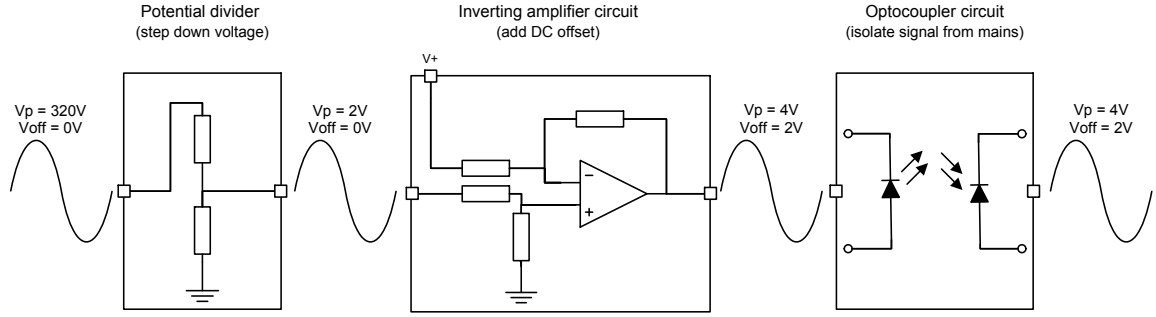 Potential divider
(step down voltage)
Inverting amplifier circuit
(add DC offset)
Optocoupler circuit
(isolate signal from mains)
V+
Vp = 320V
Voff = 0V
Vp = 2V
Voff = 0V
Vp = 4V
Voff = 2V
Vp = 4V
Voff = 2V
−
+